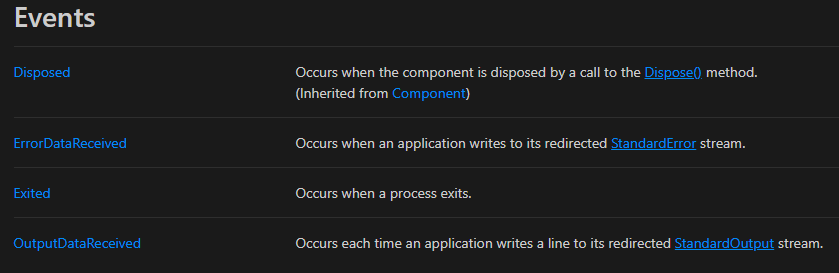 Events
Disposed Occurs when the component is disposed by a call to the Dispose() method.
(Inherited from Component)
ErrorDataReceived Occurs when an application writes to its redirected StandardError stream.
Exited Occurs when a process exits.
OutputDataReceived Occurs each time an application writes a line to its redirected StandardOutput stream.